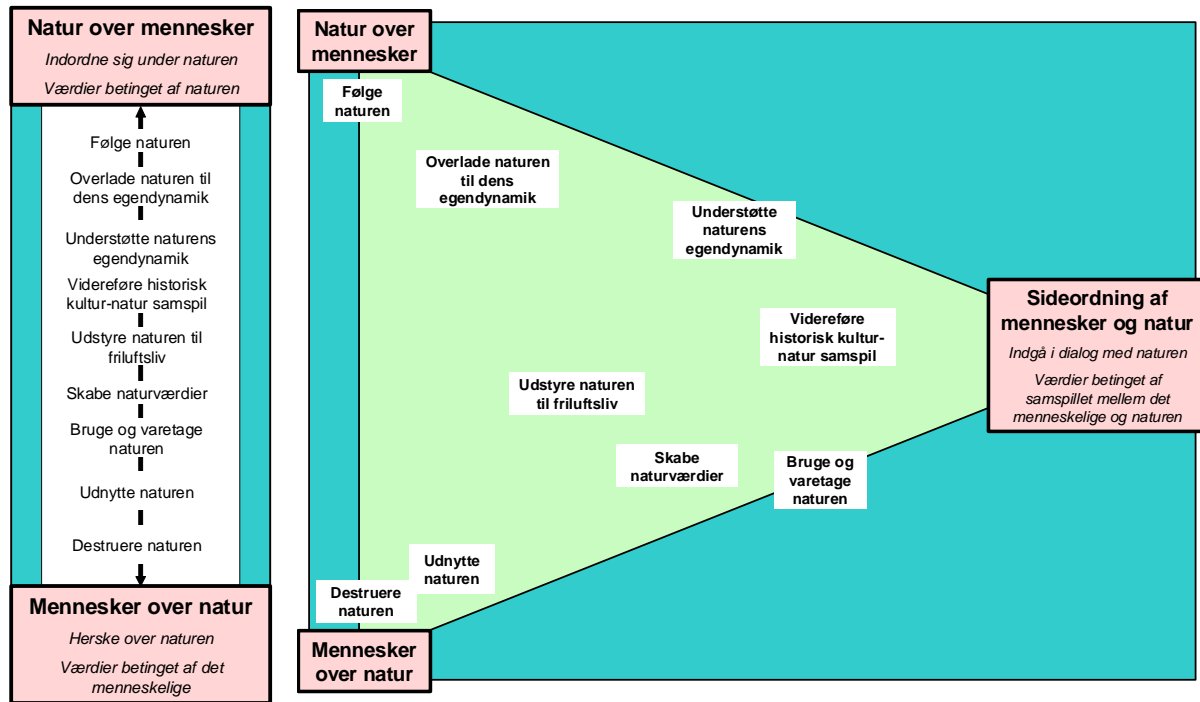 Natur over mennesker
Indordne sig under naturen
Værdier betinget af naturen
Følge naturen
Overlade naturen til
dens egendynamik
Understøtte naturens
egendynamik
Videreføre historisk
kultur-natur samspil
Udstyre naturen til
friluftsliv
Skabe naturværdier
Bruge og varetage
naturen
Udnytte naturen
Destruere naturen
Mennesker over natur
Herske over naturen
Værdier betinget af det
menneskelige
Natur over
mennesker
Følge
naturen
Overlade naturen
til dens
egendynamik
Understøtte
naturens
egendynamik
Videreføre
historisk kultur-
natur samspil
Udstyre naturen
til friluftsliv
Skabe
naturværdier
Bruge og
varetage
naturen
Udnytte
naturen
Destruere
naturen
Mennesker
over natur
Sideordning af
mennesker og natur
Indgå i dialog med naturen
Værdier betinget af
samspillet mellem det
menneskelige og naturen